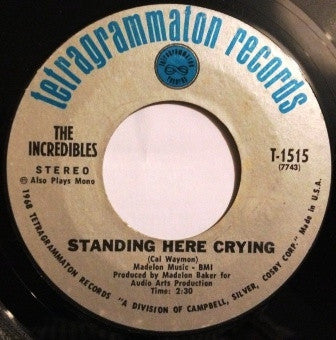 tetragrammaton records
tetragrammaton
records
THE
INCREDIBLES
STEREO
Also Plays Mono
T-1515
(7743)
Made in U.S.A.
STANDING HERE CRYING
(Cal Waymon)
Madelon Music - BMI
Produced by Madelon Baker for
Audio Arts Production
Time: 2:30
℗ 1968 TETRAGRAMMATON RECORDS "A DIVISION OF CAMPBELL, SILVER, COSBY CORP."